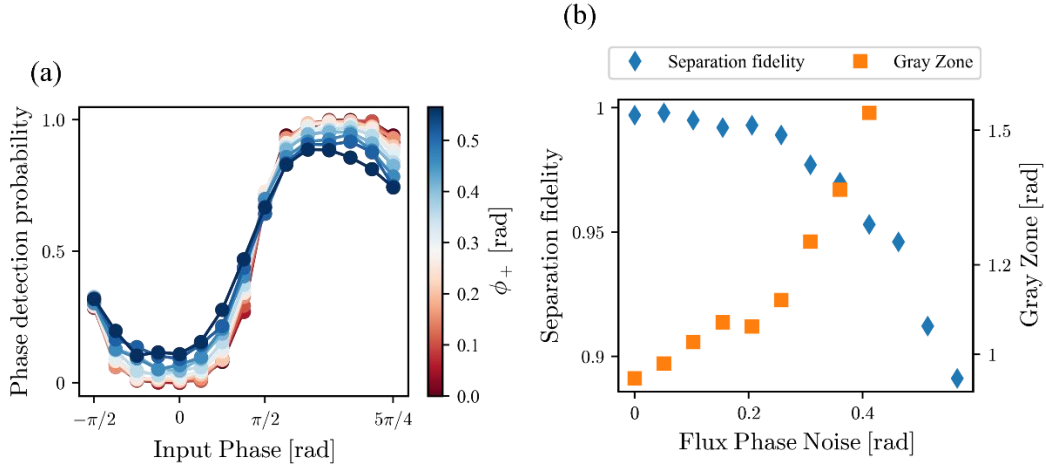 (a)
Phase detection probability
1.0
0.5
0
−π/2
0
π/2
5π/4
Input Phase [rad]
0.5
0.4
0.3
0.2
0.1
0.0
ϕ+ [rad]
(b)
Separation fidelity
Gray Zone
Separation fidelity
1
0.95
0.9
0
0.2
0.4
Flux Phase Noise [rad]
1.5
1.2
1
Gray Zone [rad]